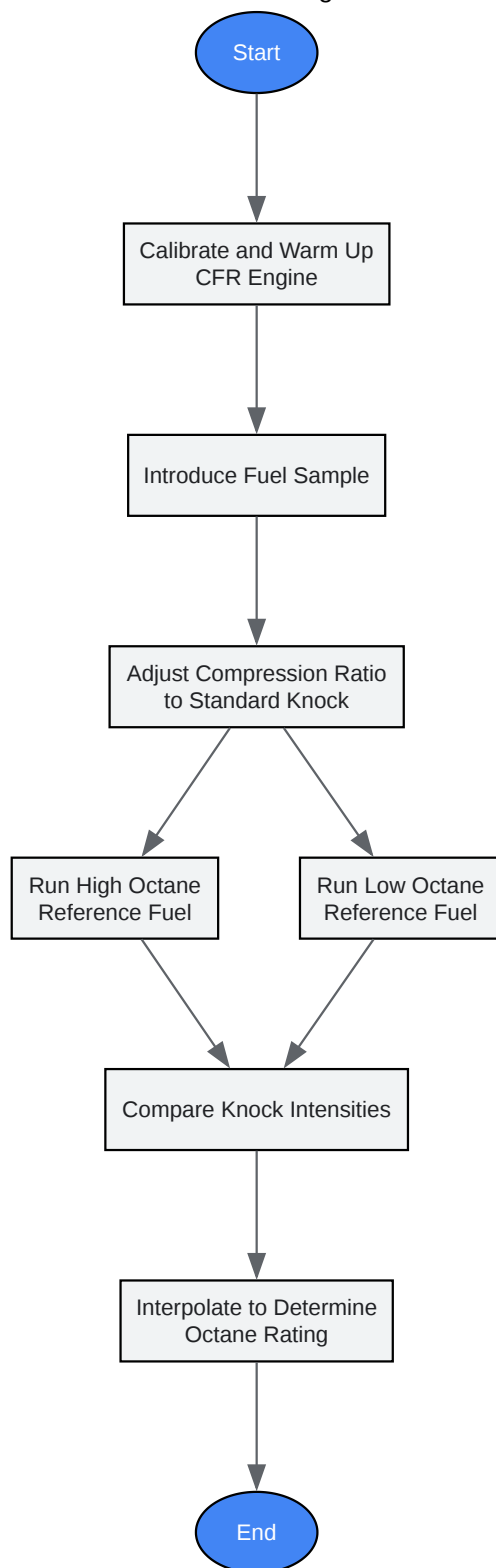 Start
Calibrate and Warm Up
CFR Engine
Introduce Fuel Sample
Adjust Compression Ratio
to Standard Knock
Run High Octane
Reference Fuel
Run Low Octane
Reference Fuel
Compare Knock Intensities
Interpolate to Determine
Octane Rating
End